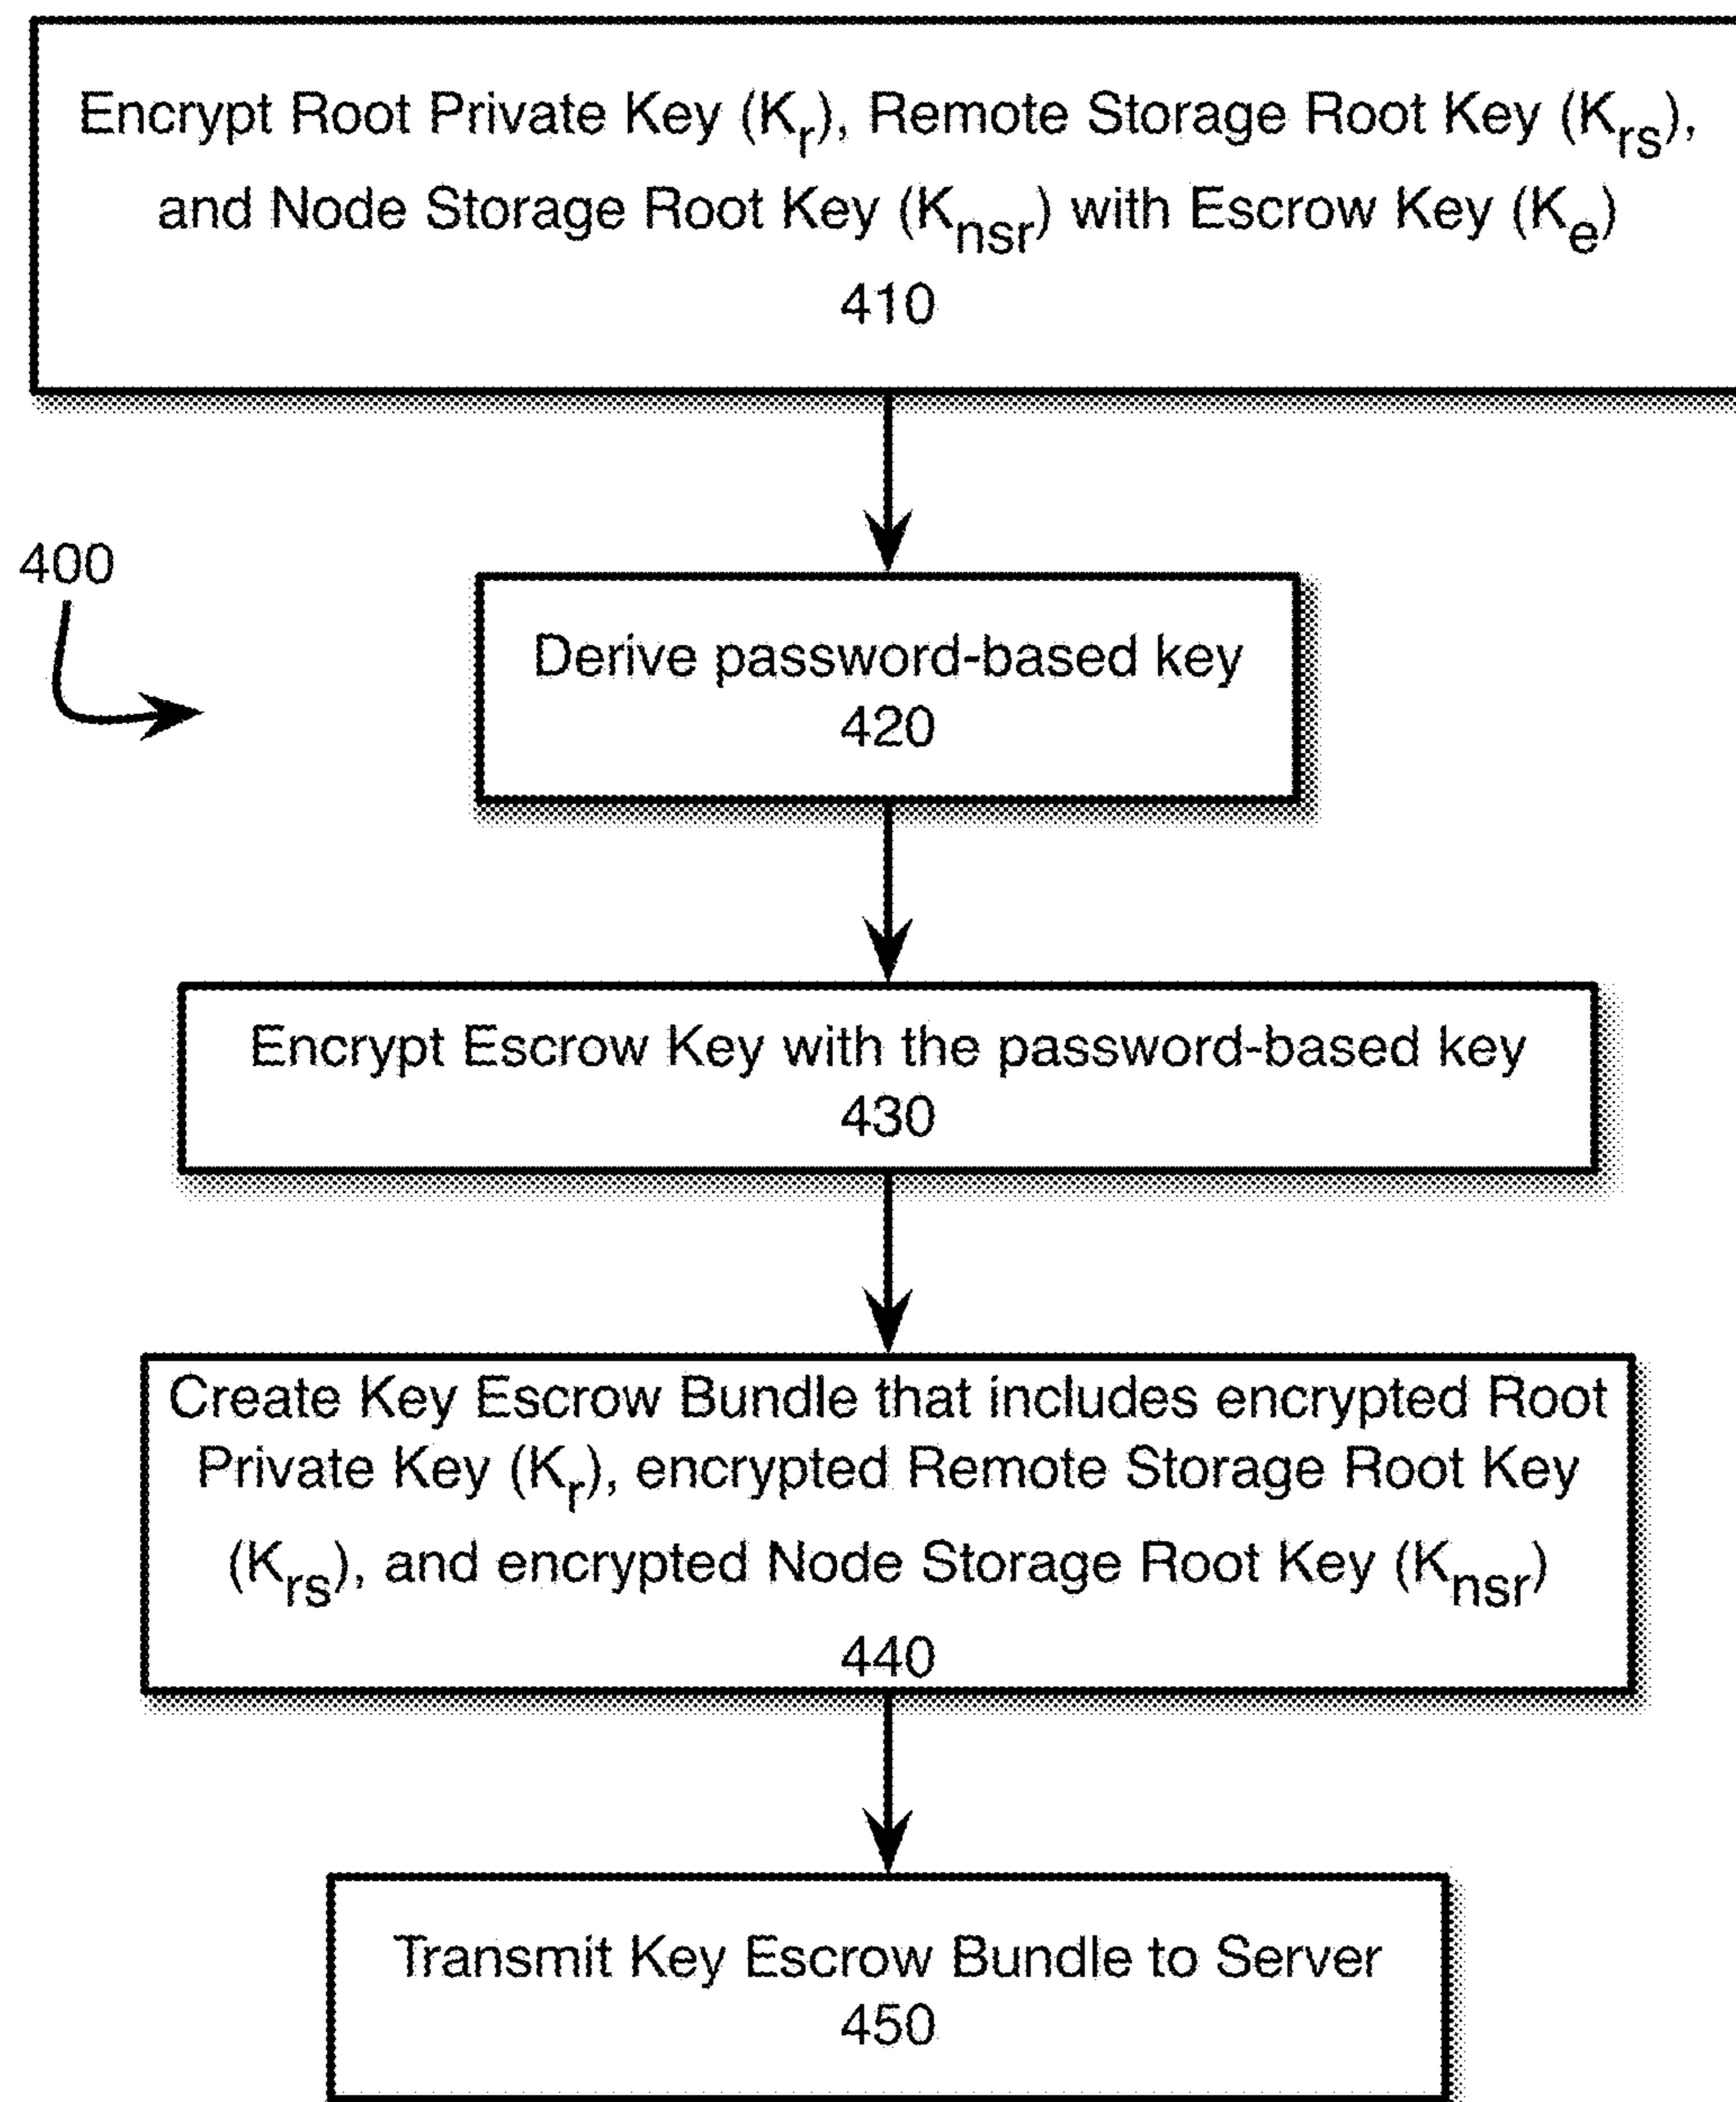 Encrypt Root Private Key (Kr), Remote Storage Root Key (Krs),
and Node Storage Root Key (Knsr) with Escrow Key (Ke)
410
400
Derive password-based key
420
Encrypt Escrow Key with the password-based key
430
Create Key Escrow Bundle that includes encrypted Root
Private Key (Kr), encrypted Remote Storage Root Key
(Krs), and encrypted Node Storage Root Key (Knsr)
440
Transmit Key Escrow Bundle to Server
450